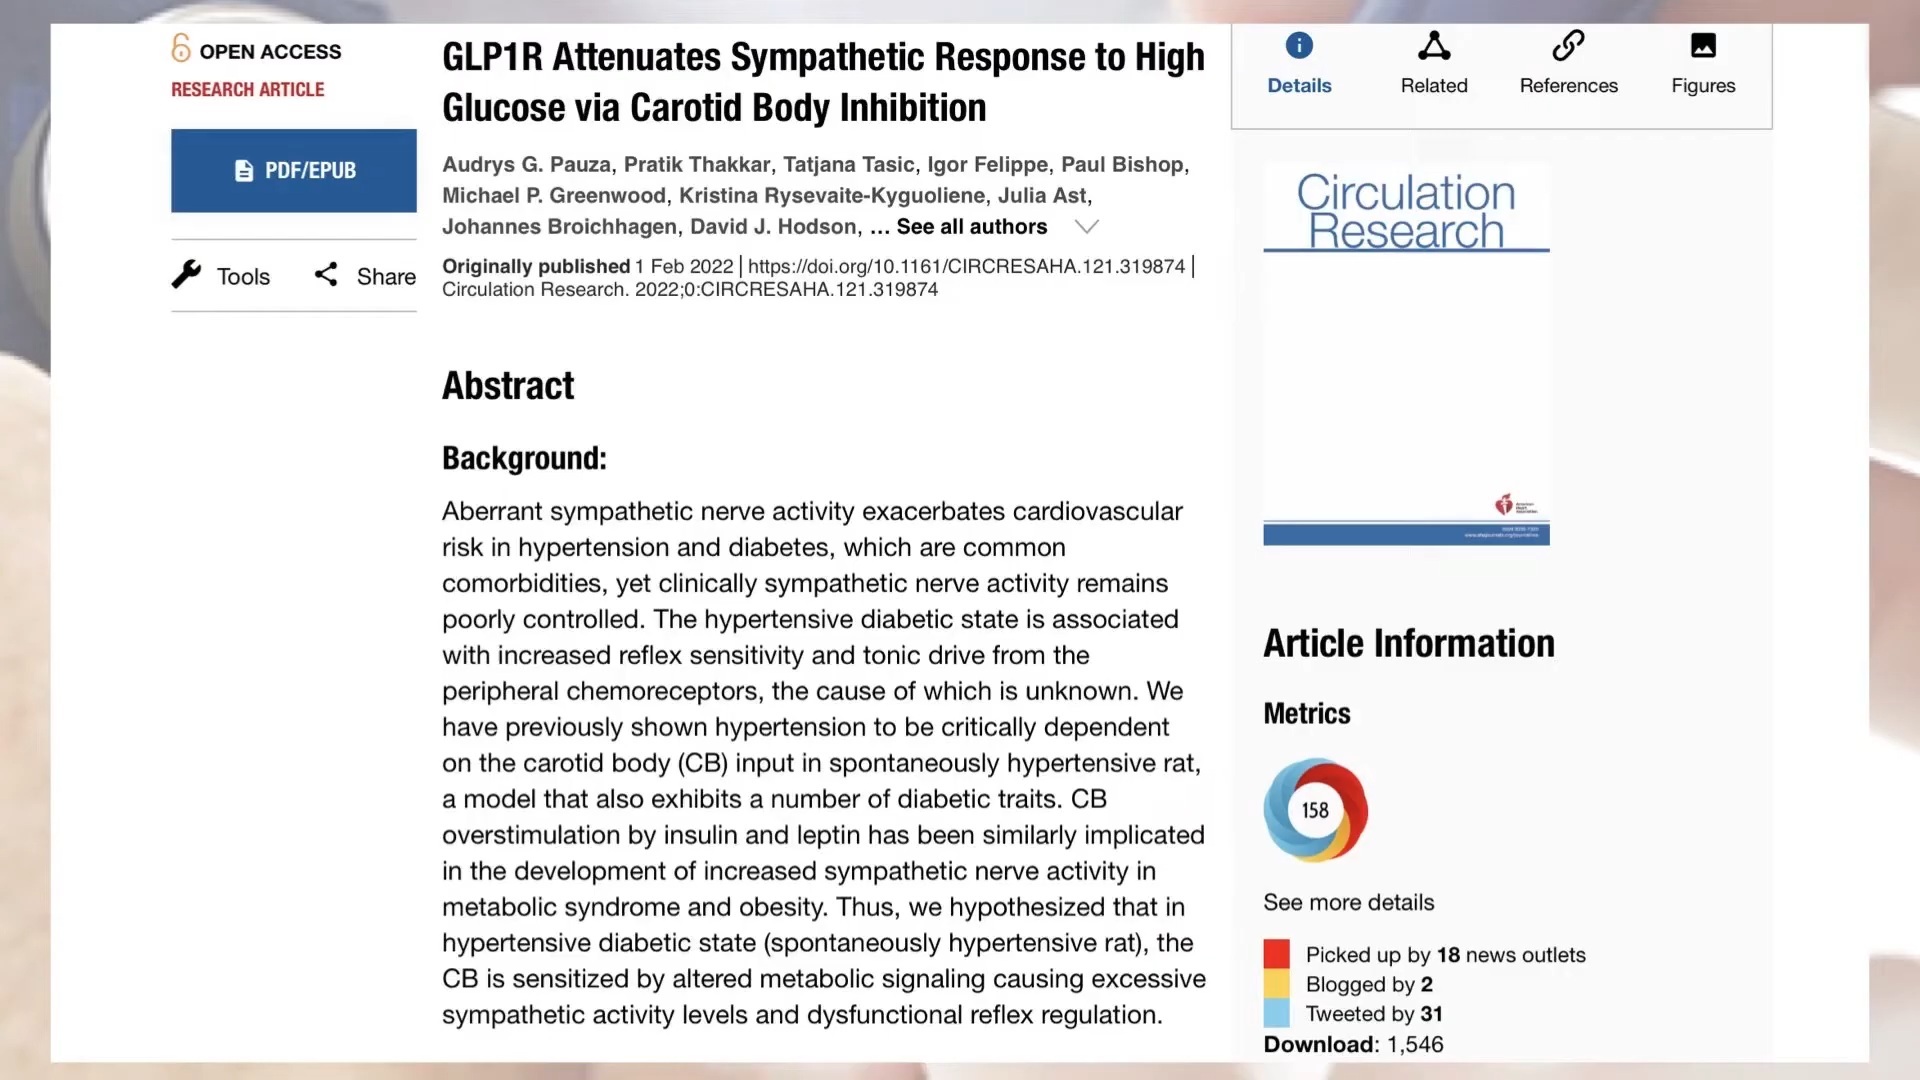 OPEN ACCESS
RESEARCH ARTICLE
PDF/EPUB
Tools
Share
GLP1R Attenuates Sympathetic Response to High
Glucose via Carotid Body Inhibition
Audrys G. Pauza, Pratik Thakkar, Tatjana Tasic, Igor Felippe, Paul Bishop,
Michael P. Greenwood, Kristina Rysevaite-Kyguoliene, Julia Ast,
Johannes Broichhagen, David J. Hodson, ... See all authors
Originally published 1 Feb 2022 | https://doi.org/10.1161/CIRCRESAHA.121.319874 |
Circulation Research. 2022;0:CIRCRESAHA.121.319874
Abstract
Background:
Aberrant sympathetic nerve activity exacerbates cardiovascular
risk in hypertension and diabetes, which are common
comorbidities, yet clinically sympathetic nerve activity remains
poorly controlled. The hypertensive diabetic state is associated
with increased reflex sensitivity and tonic drive from the
peripheral chemoreceptors, the cause of which is unknown. We
have previously shown hypertension to be critically dependent
on the carotid body (CB) input in spontaneously hypertensive rat,
a model that also exhibits a number of diabetic traits. CB
overstimulation by insulin and leptin has been similarly implicated
in the development of increased sympathetic nerve activity in
metabolic syndrome and obesity. Thus, we hypothesized that in
hypertensive diabetic state (spontaneously hypertensive rat), the
CB is sensitized by altered metabolic signaling causing excessive
sympathetic activity levels and dysfunctional reflex regulation.
Details
Related
References
Figures
Circulation
Research
Article Information
Metrics
158
See more details
Picked up by 18 news outlets
Blogged by 2
Tweeted by 31
Download: 1,546